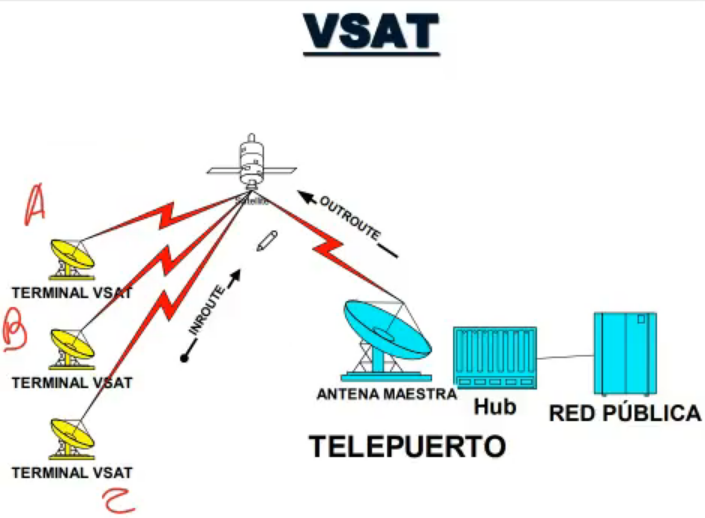 VSAT
Satellite
OUTROUTE
A
TERMINAL VSAT
INROUTE
B
TERMINAL VSAT
ANTENA MAESTRA
Hub
RED PÚBLICA
TELEPUERTO
TERMINAL VSAT